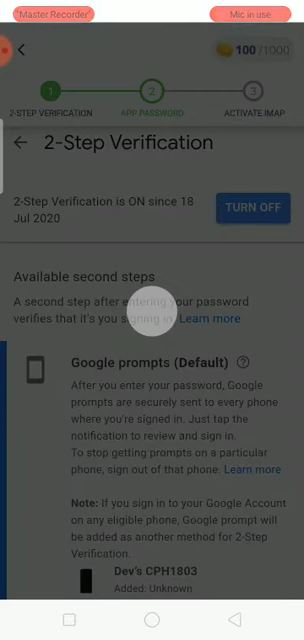 "Master Recorder"
Mic in use
100 /1000
1
2
3
2-STEP VERIFICATION
APP PASSWORD
ACTIVATE IMAP
2-Step Verification
2-Step Verification is ON since 18
Jul 2020
TURN OFF
Available second steps
A second step after entering your password
verifies that it's you signing in. Learn more
Google prompts (Default)
After you enter your password, Google
prompts are securely sent to every phone
where you're signed in. Just tap the
notification to review and sign in.
To stop getting prompts on a particular
phone, sign out of that phone. Learn more
Note: If you sign in to your Google Account
on any eligible phone, Google prompt will
be added as another method for 2-Step
Verification.
Dev's CPH1803
Added: Unknown